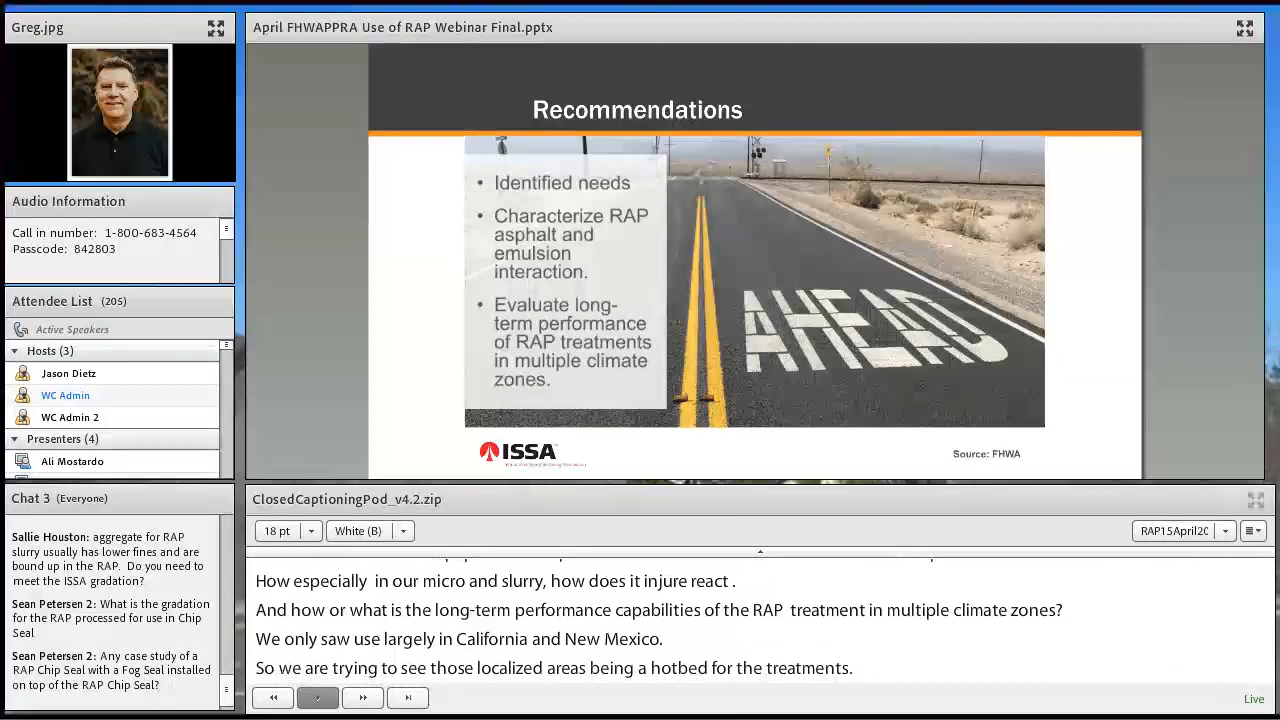 Greg.jpg
Audio Information
Call in number: 1-800-683-4564
Passcode: 842803
Attendee List (205)
Active Speakers
Hosts (3)
Jason Dietz
WC Admin
WC Admin 2
Presenters (4)
Ali Mostardo
Chat 3 (Everyone)
Sallie Houston: aggregate for RAP
slurry usually has lower fines and are
bound up in the RAP. Do you need to
meet the ISSA gradation?
Sean Petersen 2: What is the gradation
for the RAP processed for use in Chip
Seal
Sean Petersen 2: Any case study of a
RAP Chip Seal with a Fog Seal installed
on top of the RAP Chip Seal?
April FHWAPPRA Use of RAP Webinar Final.pptx
Recommendations
• Identified needs
• Characterize RAP
asphalt and
emulsion
interaction.
• Evaluate long-
term performance
of RAP treatments
in multiple climate
zones.
AHEAD
ISSA
Source: FHWA
ClosedCaptioningPod_v4.2.zip
18 pt
White (B)
RAP15April20
How especially in our micro and slurry, how does it injure react .
And how or what is the long-term performance capabilities of the RAP treatment in multiple climate zones?
We only saw use largely in California and New Mexico.
So we are trying to see those localized areas being a hotbed for the treatments.
Live